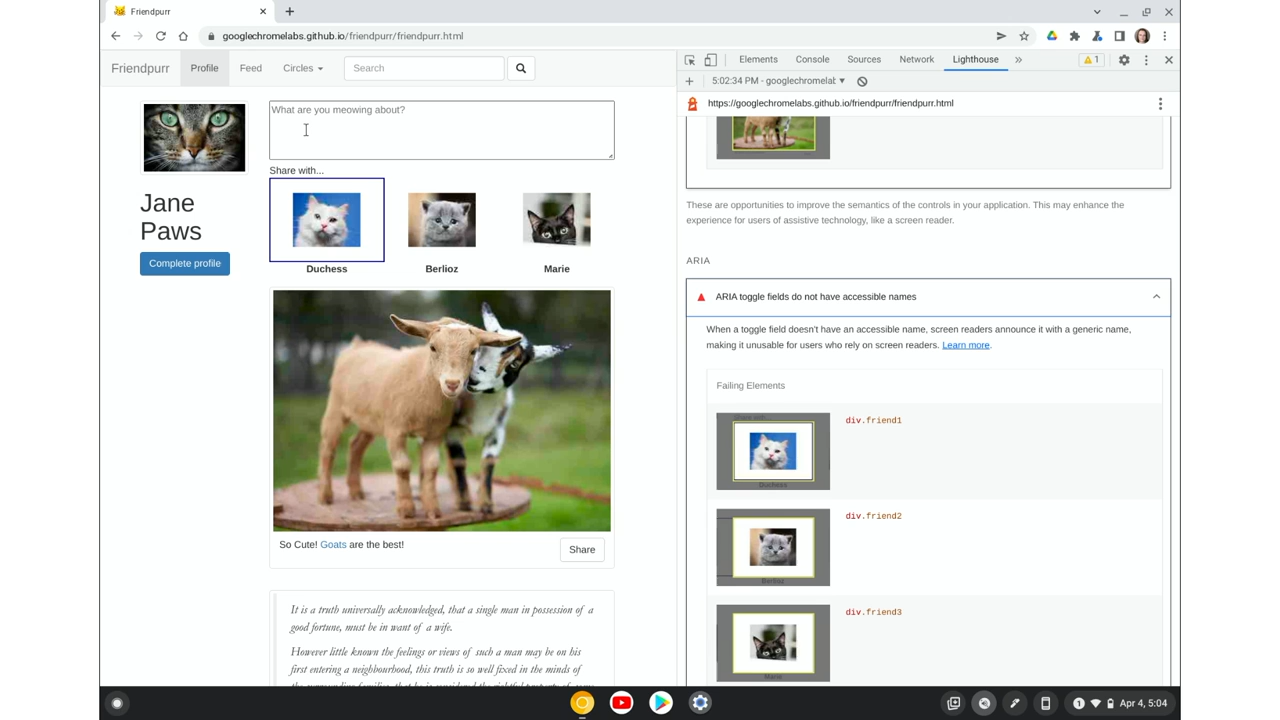 Friendpurr
googlechromelabs.github.io/friendpurr/friendpurr.html
Friendpurr
Profile
Feed
Circles
Search
What are you meowing about?
Share with...
Jane
Paws
Complete profile
Duchess
Berlioz
Marie
So Cute! Goats are the best!
Share
It is a truth universally acknowledged, that a single man in possession of a
good fortune, must be in want of a wife.
However little known the feelings or views of such a man may be on his
first entering a neighbourhood, this truth is so well fixed in the minds of
Elements
Console
Sources
Network
Lighthouse
1
5:02:34 PM - googlechromelat
https://googlechromelabs.github.io/friendpurr/friendpurr.html
These are opportunities to improve the semantics of the controls in your application. This may enhance the
experience for users of assistive technology, like a screen reader.
ARIA
ARIA toggle fields do not have accessible names
When a toggle field doesn't have an accessible name, screen readers announce it with a generic name,
making it unusable for users who rely on screen readers. Learn more.
Failing Elements
Share with...
Duchess
div.friend1
Berlioz
div.friend2
Marie
div.friend3
1
Apr 4, 5:04